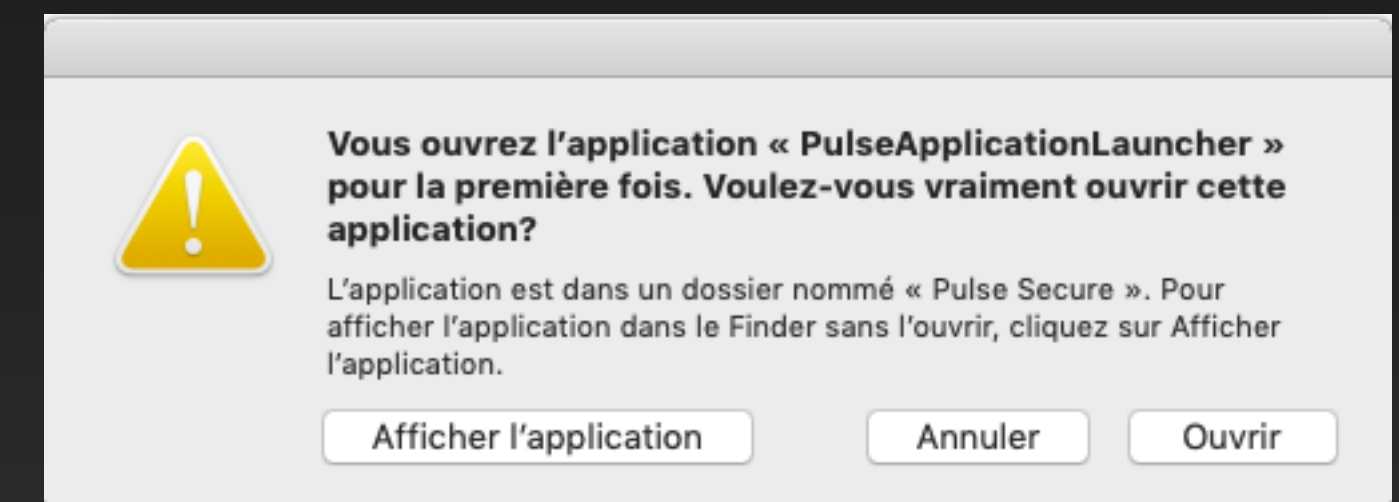 Vous ouvrez l’application « PulseApplicationLauncher »
pour la première fois. Voulez-vous vraiment ouvrir cette
application?
L’application est dans un dossier nommé « Pulse Secure ». Pour
afficher l’application dans le Finder sans l’ouvrir, cliquez sur Afficher
l’application.
Afficher l’application Annuler Ouvrir